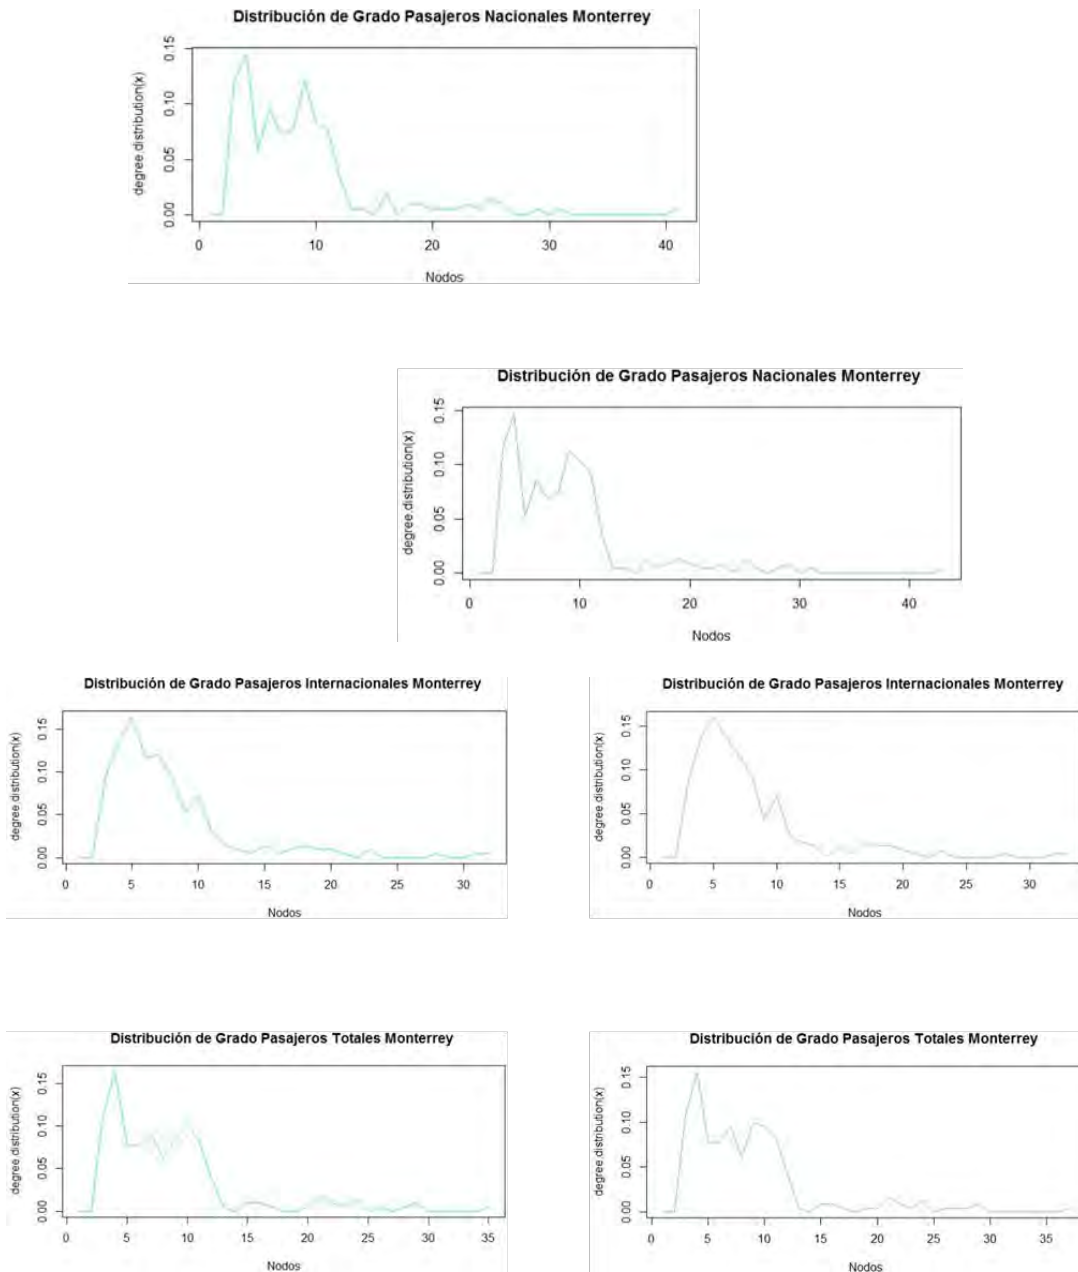 Distribución de Grado Pasajeros Nacionales Monterrey
degree.distribution(x)
0.00 0.05 0.10 0.15
0 10 20 30 40
Nodos
Distribución de Grado Pasajeros Nacionales Monterrey
degree.distribution(x)
0.00 0.05 0.10 0.15
0 10 20 30 40
Nodos
Distribución de Grado Pasajeros Internacionales Monterrey
degree.distribution(x)
0.00 0.05 0.10 0.15
0 5 10 15 20 25 30
Nodos
Distribución de Grado Pasajeros Internacionales Monterrey
degree.distribution(x)
0.00 0.05 0.10 0.15
0 5 10 15 20 25 30
Nodos
Distribución de Grado Pasajeros Totales Monterrey
degree.distribution(x)
0.00 0.05 0.10 0.15
0 5 10 15 20 25 30 35
Nodos
Distribución de Grado Pasajeros Totales Monterrey
degree.distribution(x)
0.00 0.05 0.10 0.15
0 5 10 15 20 25 30 35
Nodos